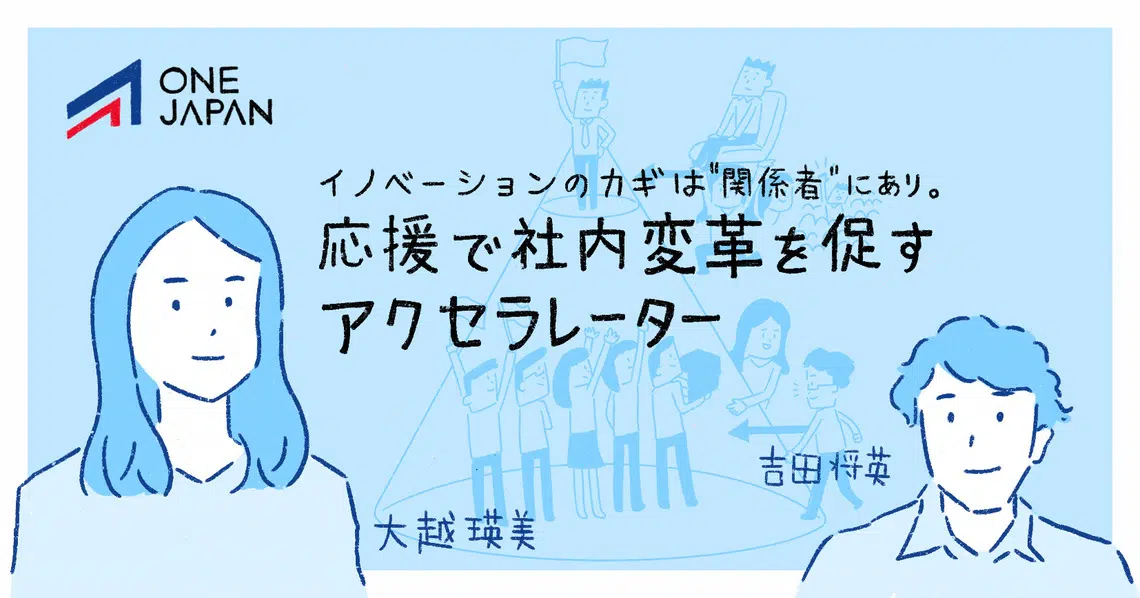 ONE
JAPAN
イノベーションのカギは"関係者"にあり。
応援で社内変革を促す
アクセラレーター
吉田将英
大越瑛美